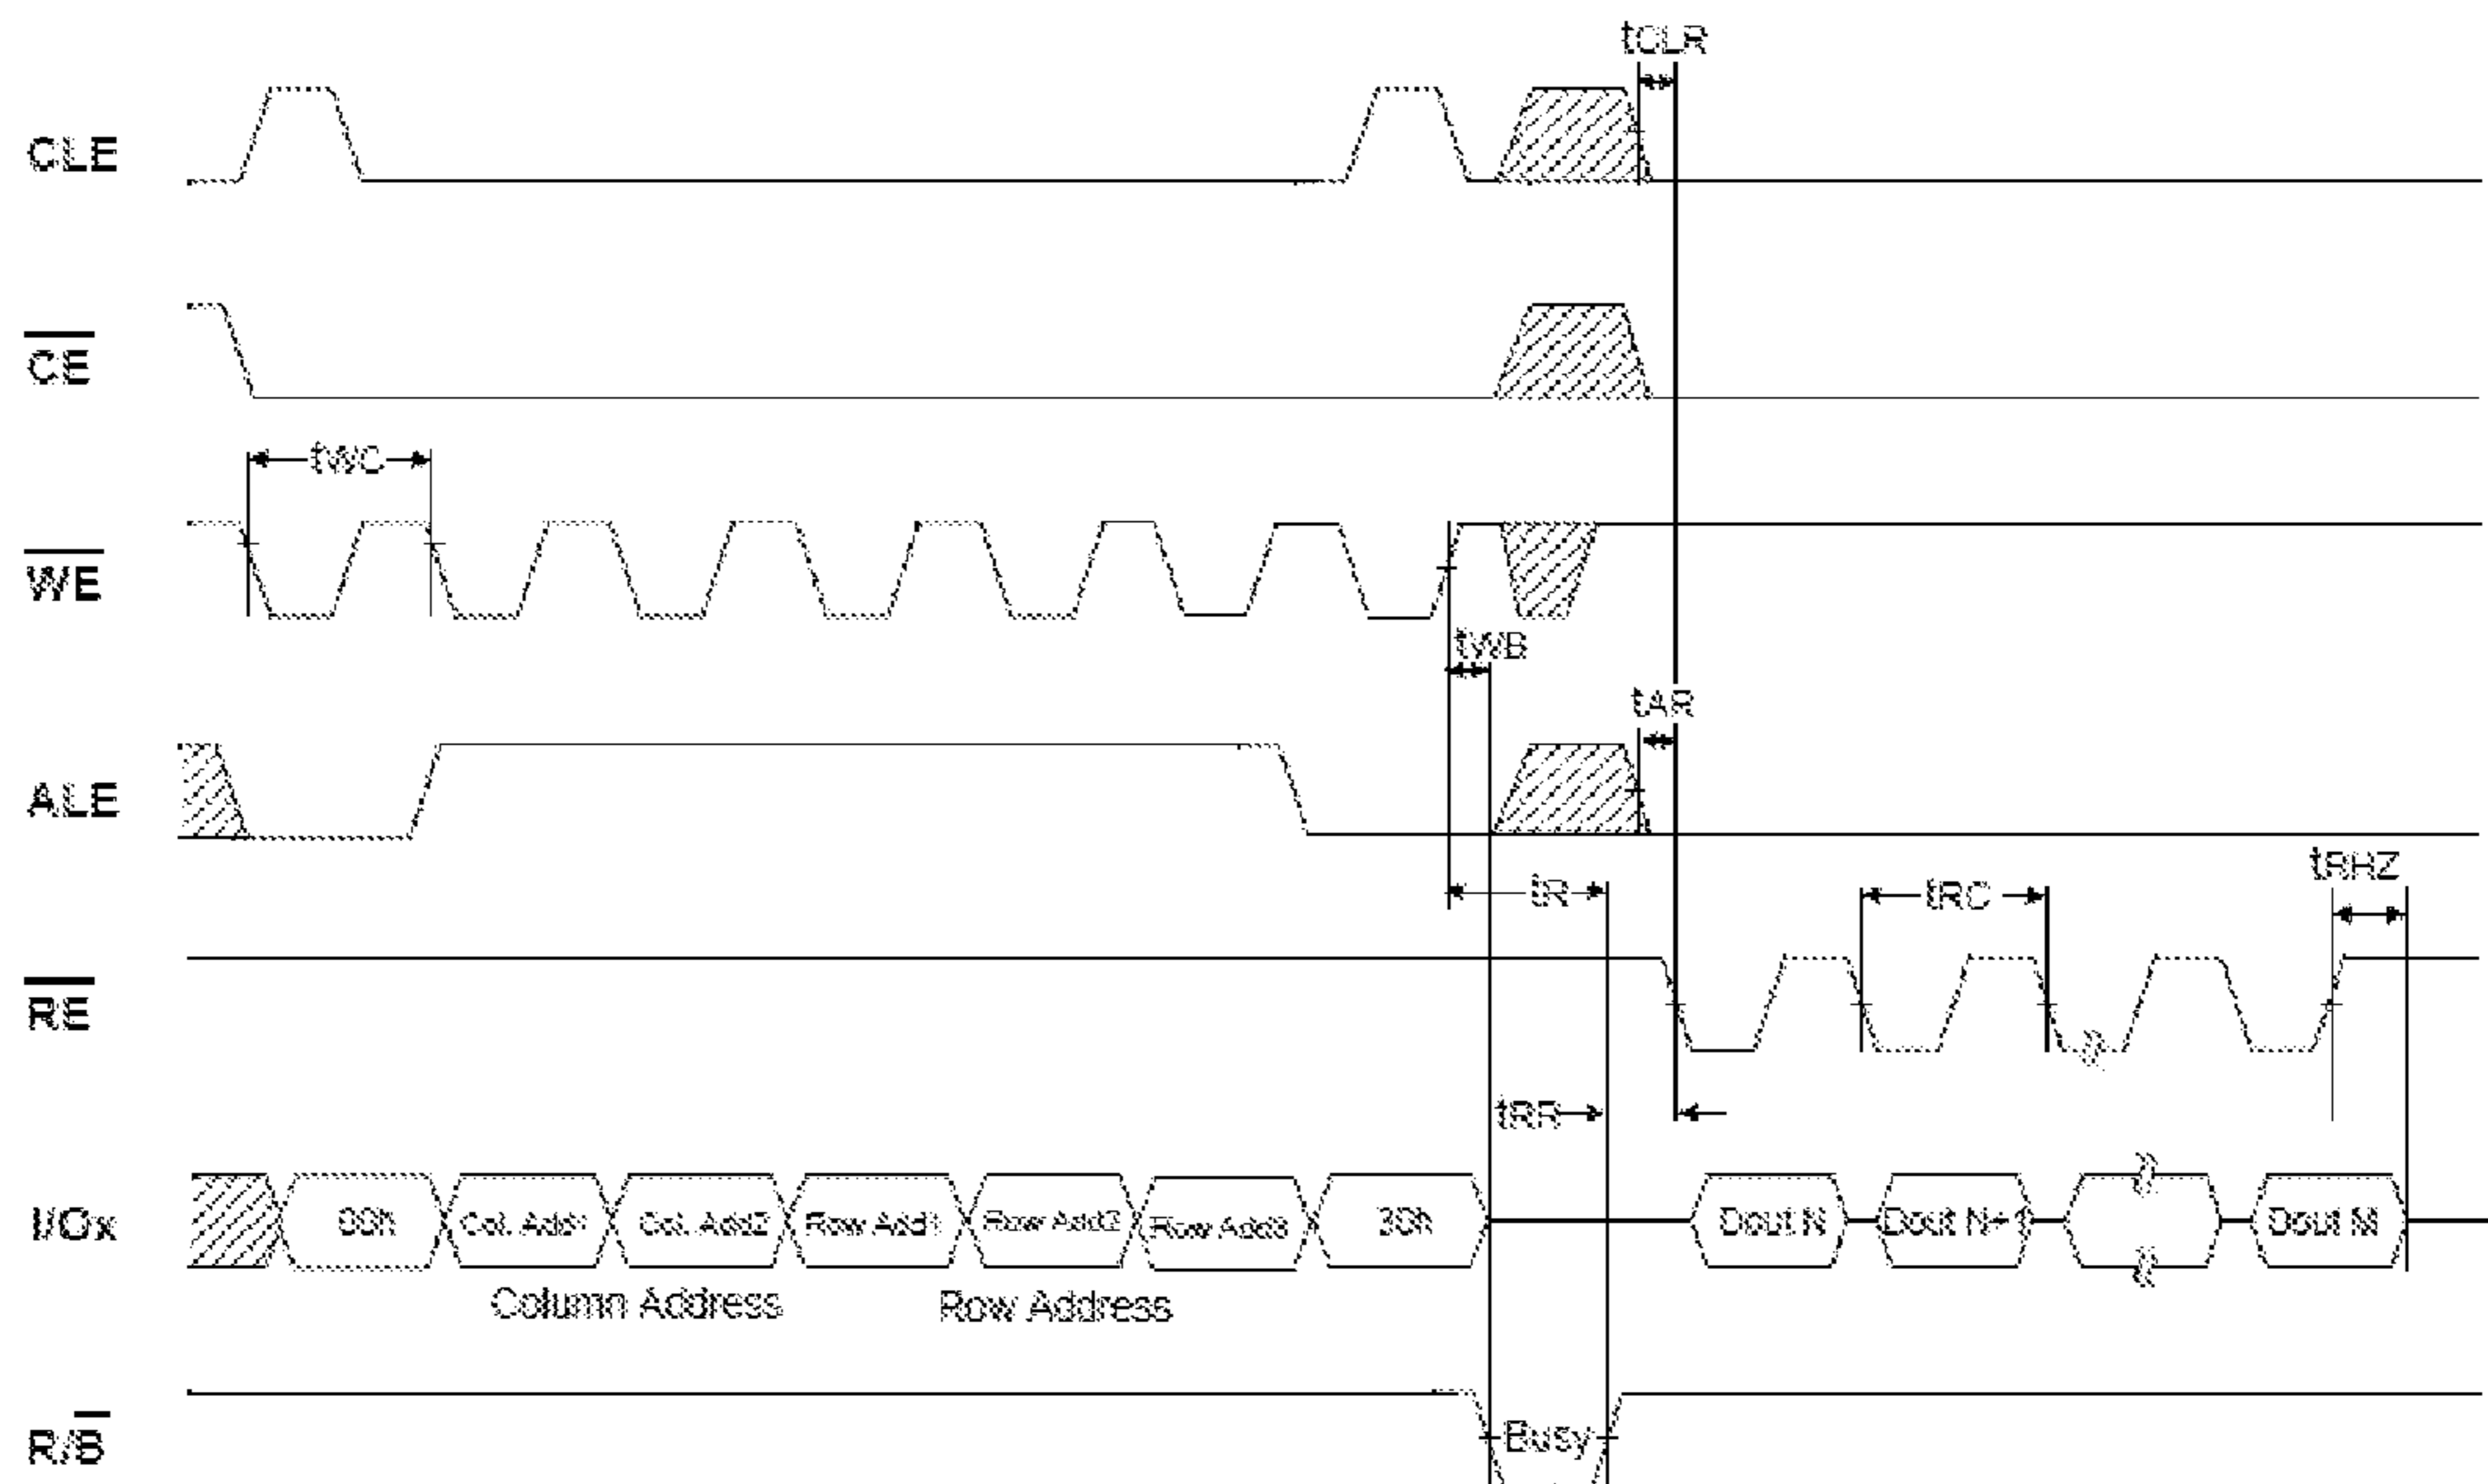 tCLR
CLE
CE
tWC
WE
tWB
tAR
ALE
tR
tRC
tRHZ
RE
tRR
I/Ox
00h
Col. Add1
Col. Add2
Row Add1
Row Add2
Row Add3
30h
Dout N
Dout N+1
Dout M
Column Address
Row Address
R/B
Busy